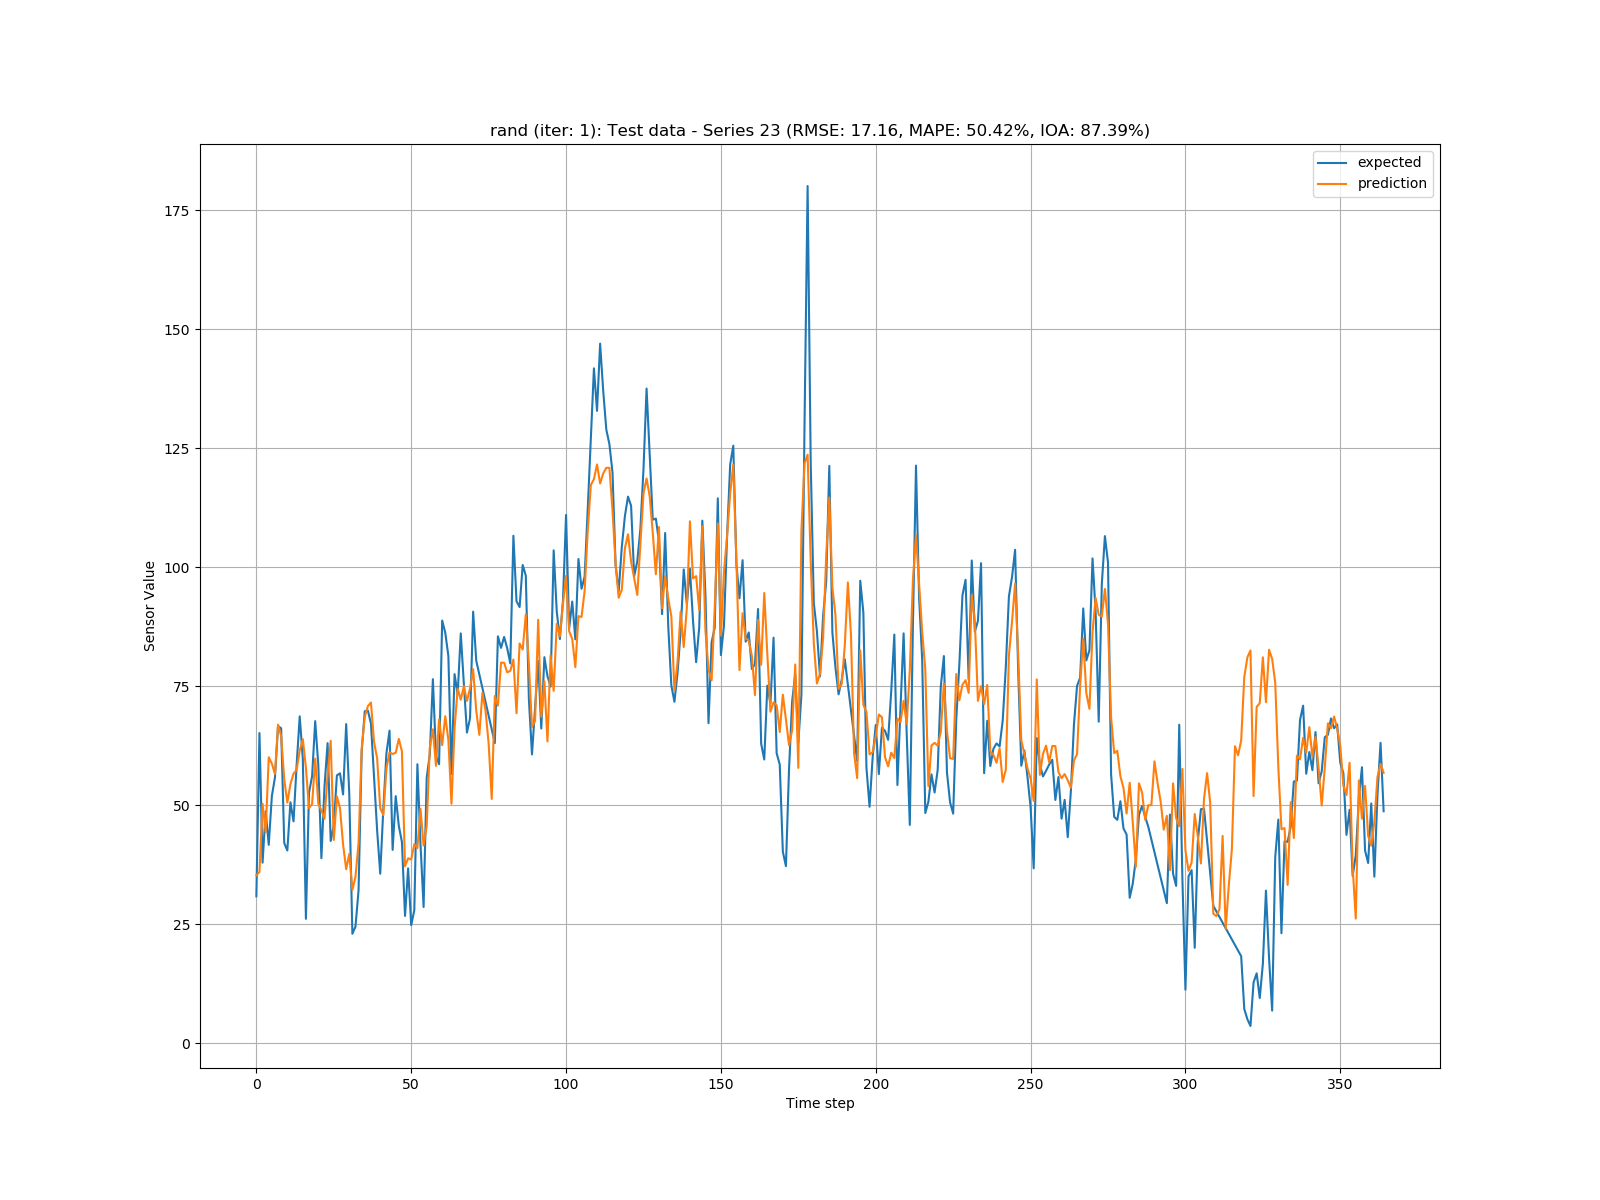 rand (iter: 1): Test data - Series 23 (RMSE: 17.16, MAPE: 50.42%, IOA: 87.39%)
expected
prediction
175
150
125
100
75
50
25
0
Sensor Value
0 50 100 150 200 250 300 350
Time step